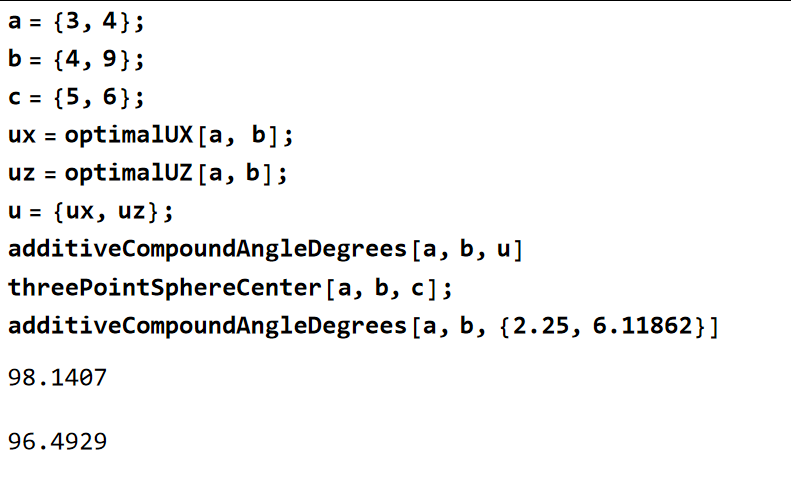 a = {3, 4};
b = {4, 9};
c = {5, 6};
ux = optimalUX[a, b];
uz = optimalUZ[a, b];
u = {ux, uz};
additiveCompoundAngleDegrees[a, b, u]
threePointSphereCenter[a, b, c];
additiveCompoundAngleDegrees[a, b, {2.25, 6.11862}]
98.1407
96.4929